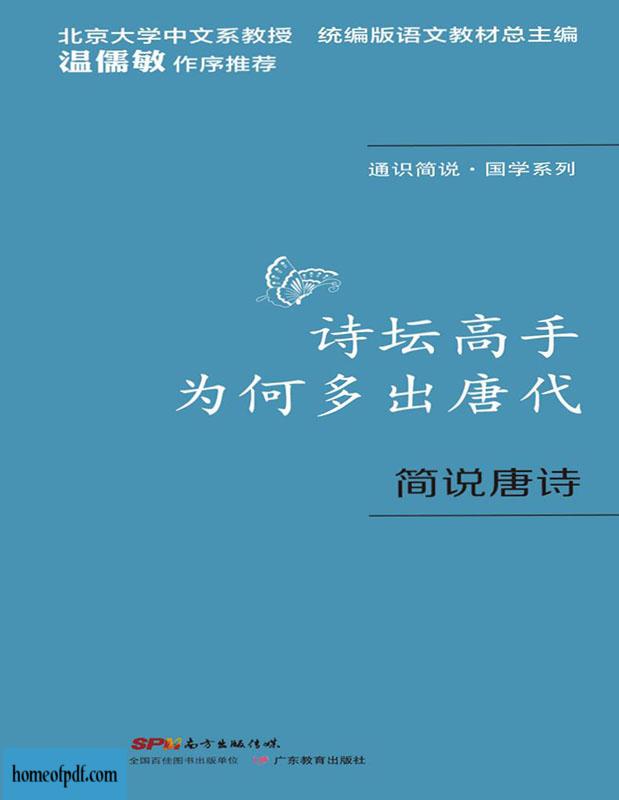 北京大学中文系教授 统编版语文教材总主编
温儒敏 作序推荐
通识简说·国学系列
诗坛高手
为何多出唐代
简说唐诗
SPM 南方出版传媒
全国百佳图书出版单位 广东教育出版社
homeofpdf.com